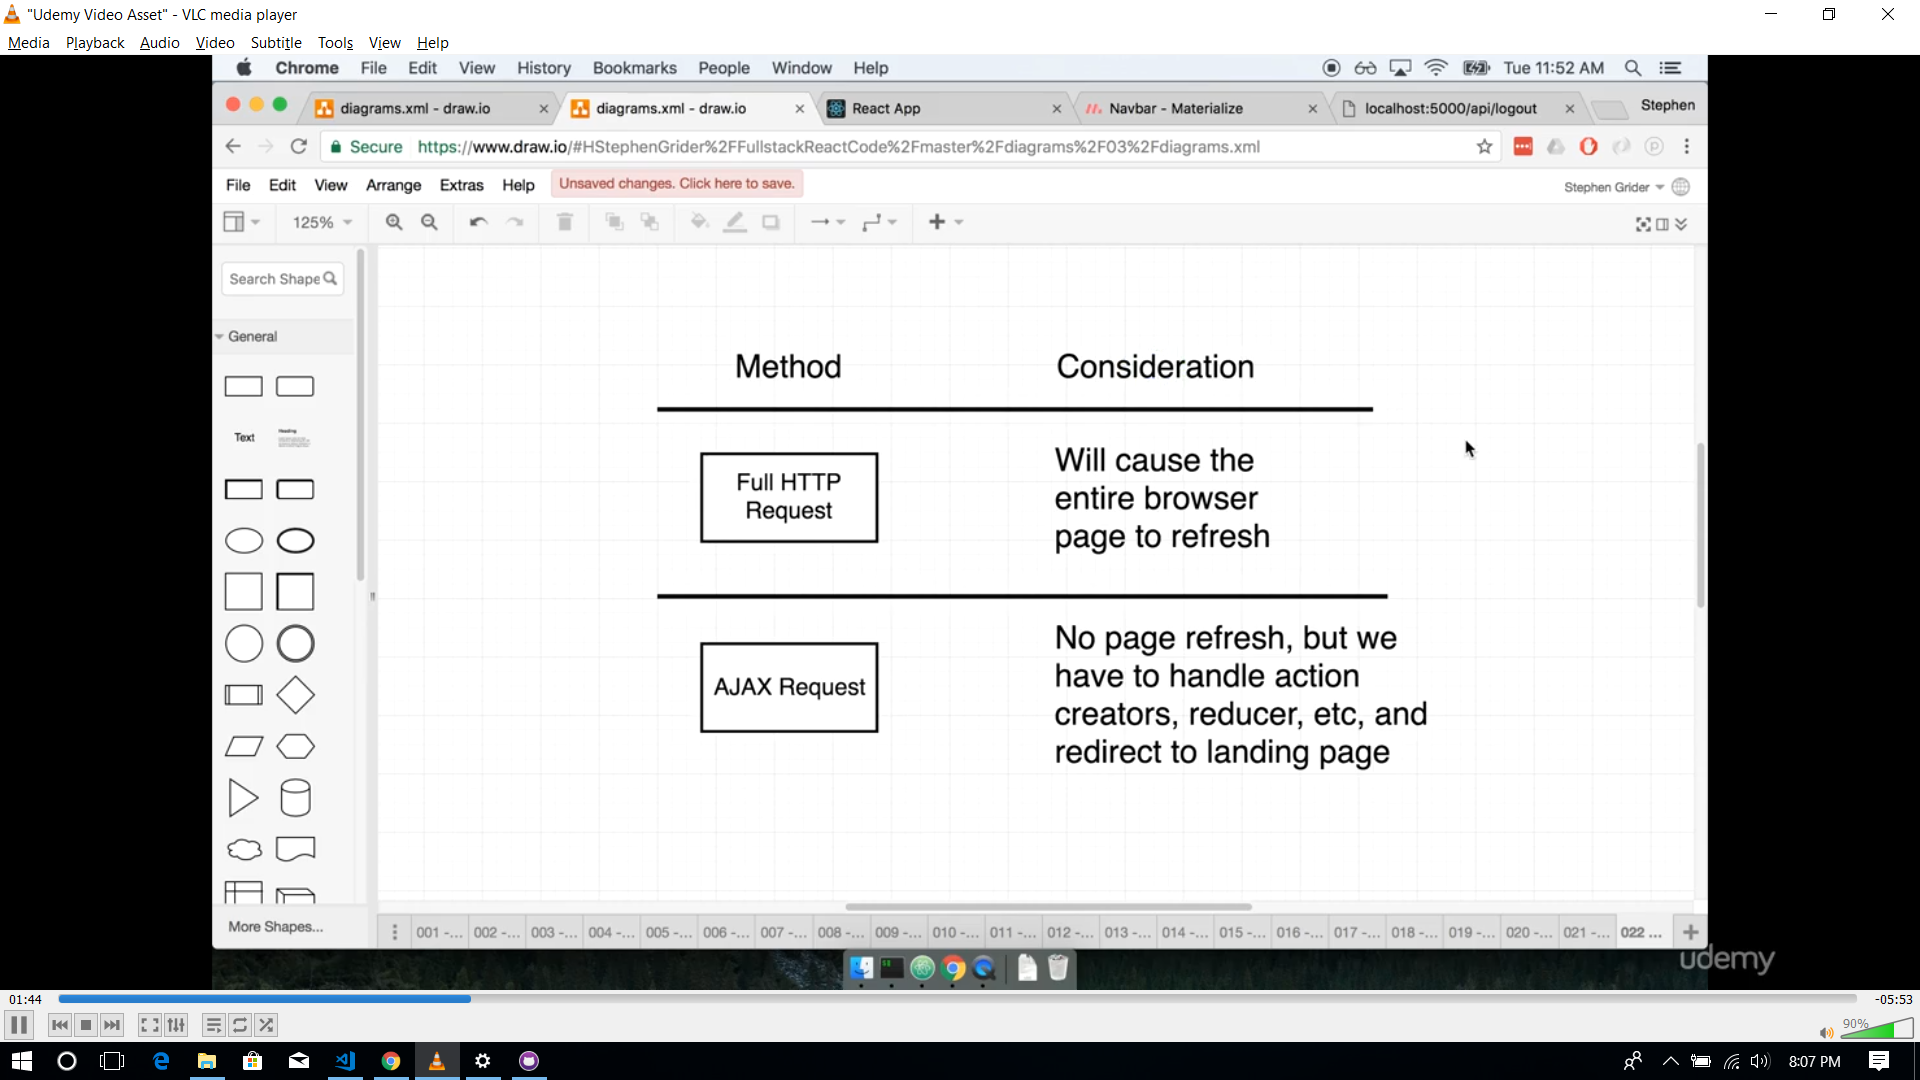 "Udemy Video Asset" - VLC media player
Media Playback Audio Video Subtitle Tools View Help
Chrome File Edit View History Bookmarks People Window Help
Tue 11:52 AM
diagrams.xml - draw.io
diagrams.xml - draw.io
React App
Navbar - Materialize
localhost:5000/api/logout
Stephen
Secure https://www.draw.io/#HStephenGrider%2FFullstackReactCode%2Fmaster%2Fdiagrams%2F03%2Fdiagrams.xml
File Edit View Arrange Extras Help
Unsaved changes. Click here to save.
Stephen Grider
125%
Search Shape
General
Text
Heading
More Shapes...
Method
Consideration
Full HTTP
Request
Will cause the
entire browser
page to refresh
AJAX Request
No page refresh, but we
have to handle action
creators, reducer, etc, and
redirect to landing page
001 -... 002 -... 003 -... 004 -... 005 -... 006 -... 007 -... 008 -... 009 -... 010 -... 011 -... 012 -... 013 -... 014 -... 015 -... 016 -... 017 -... 018 -... 019 -... 020 -... 021 -... 022 ...
udemy
01:44
-05:53
90%
8:07 PM